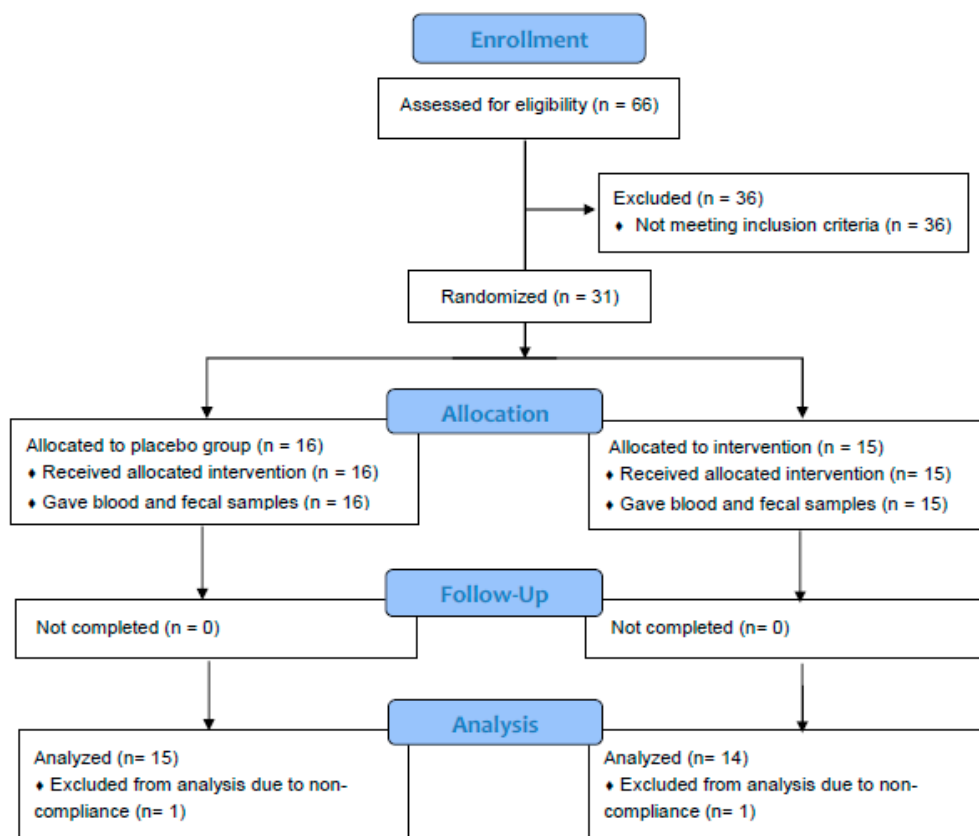 Enrollment
Assessed for eligibility (n = 66)
Excluded (n = 36)
♦ Not meeting inclusion criteria (n = 36)
Randomized (n = 31)
Allocation
Allocated to placebo group (n = 16)
♦ Received allocated intervention (n = 16)
♦ Gave blood and fecal samples (n = 16)
Allocated to intervention (n = 15)
♦ Received allocated intervention (n= 15)
♦ Gave blood and fecal samples (n = 15)
Follow-Up
Not completed (n = 0)
Not completed (n= 0)
Analysis
Analyzed (n= 15)
♦ Excluded from analysis due to non-
compliance (n= 1)
Analyzed (n= 14)
♦ Excluded from analysis due to non-
compliance (n= 1)